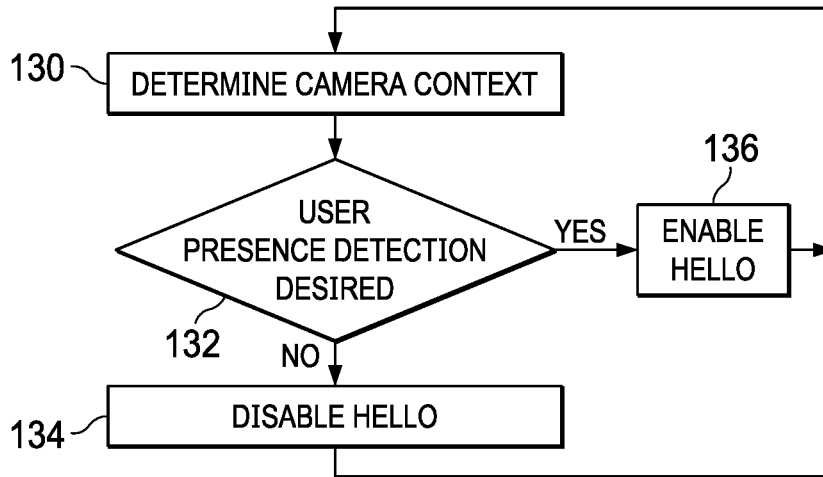 130
DETERMINE CAMERA CONTEXT
136
USER
PRESENCE DETECTION
DESIRED
YES
ENABLE
HELLO
132
NO
134
DISABLE HELLO